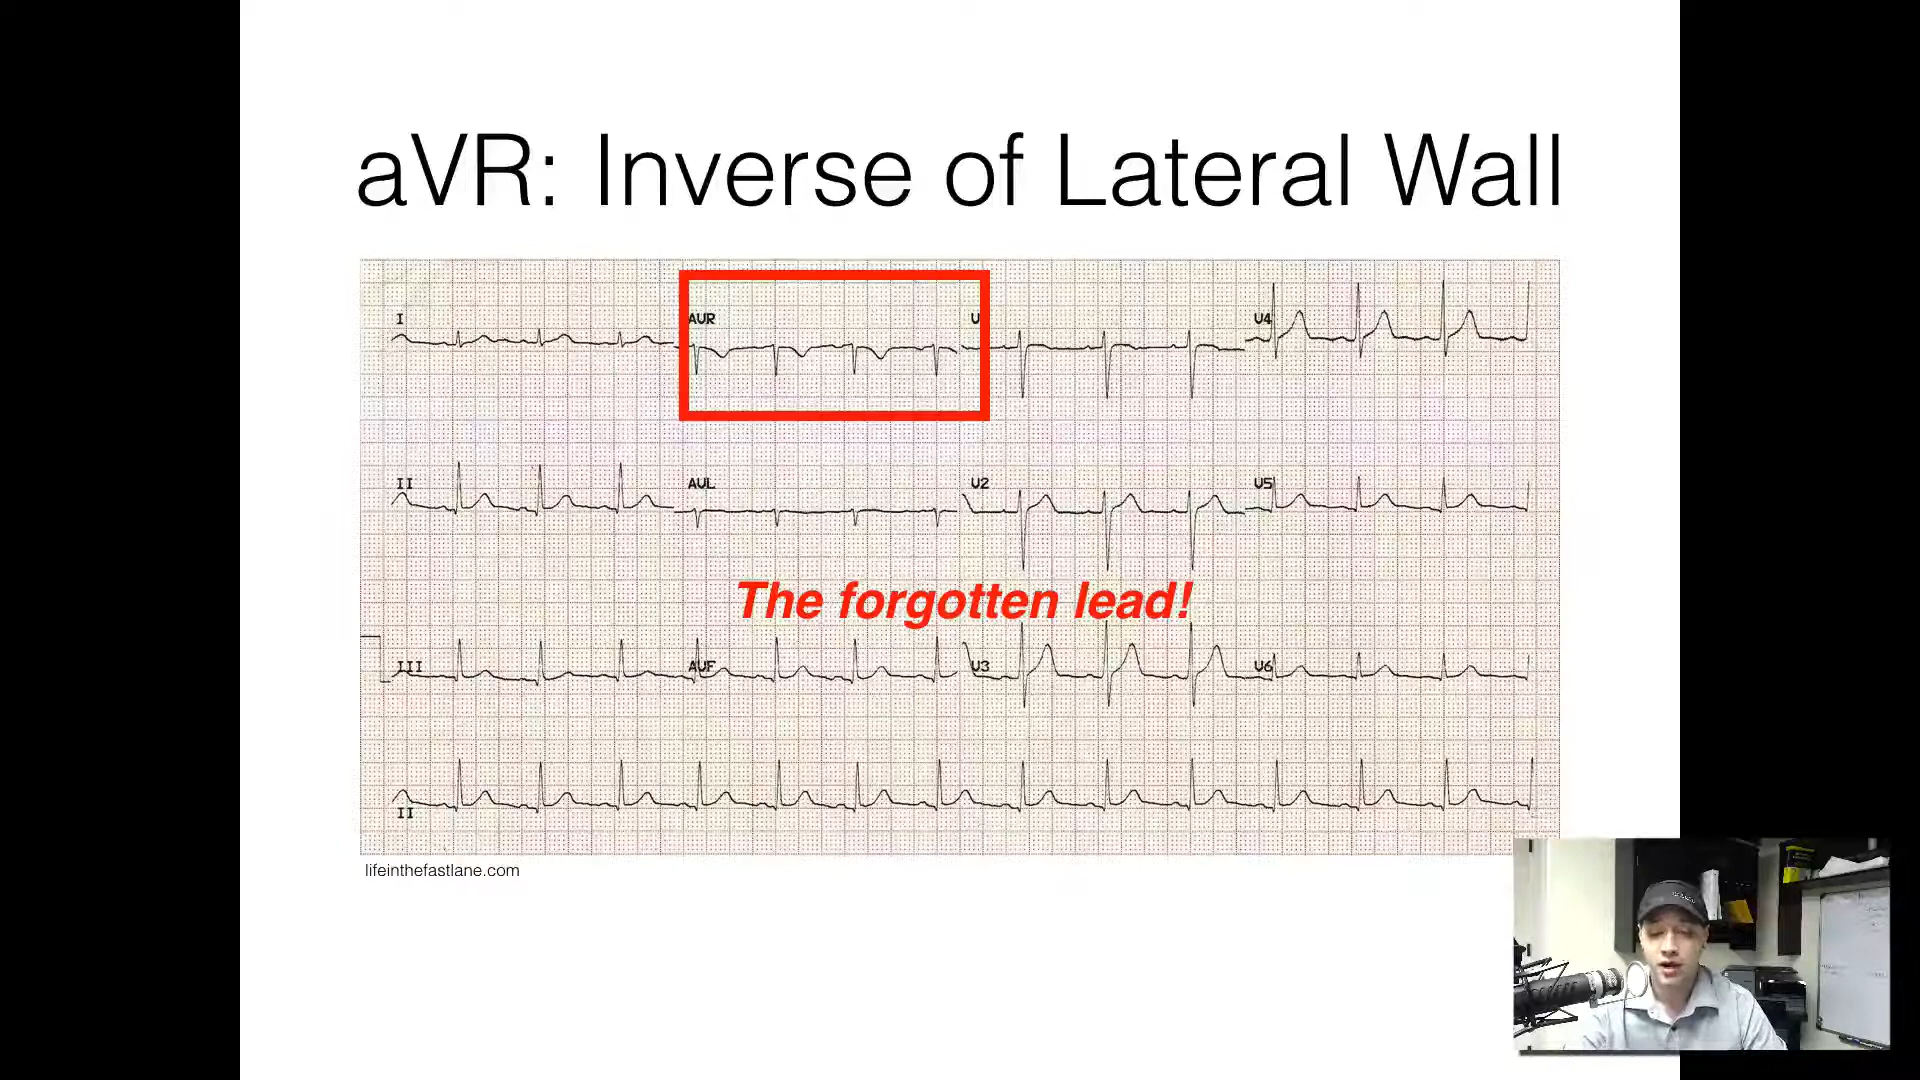 aVR: Inverse of Lateral Wall
I
AVR
V
V4
II
AVL
V2
V5
The forgotten lead!
III
AVF
V3
V6
II
lifeinthefastlane.com